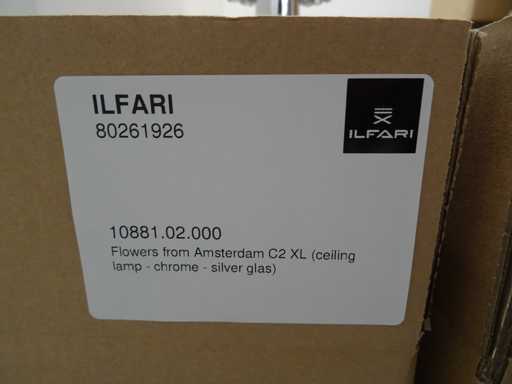 ILFARI
80261926
ILFARI
10881.02.000
Flowers from Amsterdam C2 XL (ceiling
lamp - chrome - silver glas)